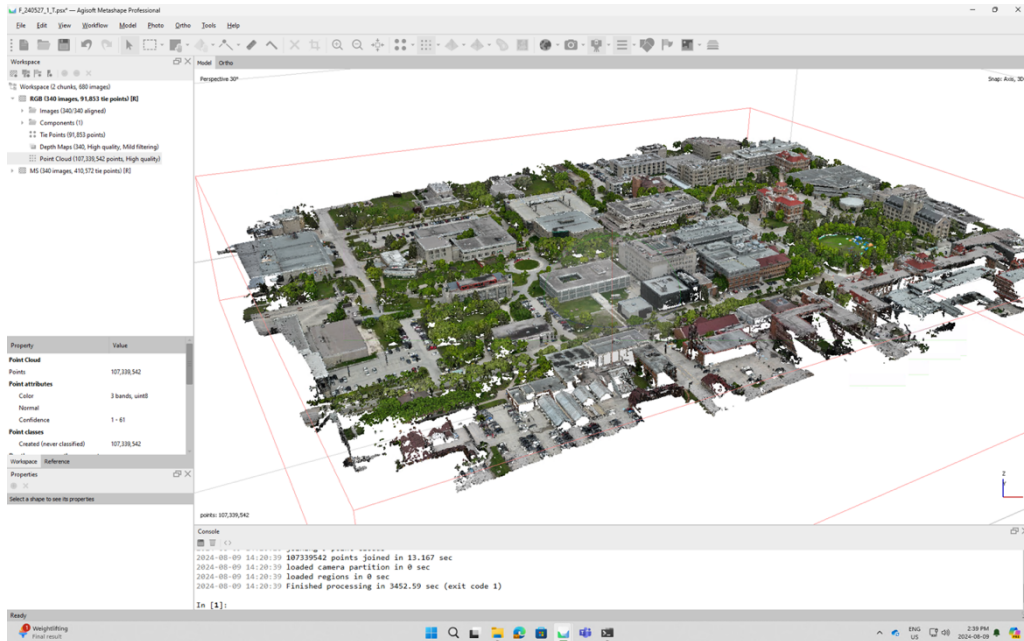 F_240527_1_T.psx* — Agisoft Metashape Professional
File Edit View Workflow Model Photo Ortho Tools Help
Workspace
Model Ortho
Perspective 30°
Snap: Axis, 3D
Workspace (2 chunks, 680 images)
RGB (340 images, 91,853 tie points) [R]
Images (340/340 aligned)
Components (1)
Tie Points (91,853 points)
Depth Maps (340, High quality, Mild filtering)
Point Cloud (107,339,542 points, High quality)
MS (340 images, 410,572 tie points) [R]
Property Value
Point Cloud
Points 107,339,542
Point attributes
Color 3 bands, uint8
Normal
Confidence 1 - 61
Point classes
Created (never classified) 107,339,542
Workspace Reference
Properties
Select a shape to see its properties
points: 107,339,542
Z
Console
2024-08-09 14:20:39 107339542 points joined in 13.167 sec
2024-08-09 14:20:39 loaded camera partition in 0 sec
2024-08-09 14:20:39 loaded regions in 0 sec
2024-08-09 14:20:39 Finished processing in 3452.59 sec (exit code 1)
In [1]:
Ready
Weightlifting
Final result
ENG
US
2:39 PM
2024-08-09